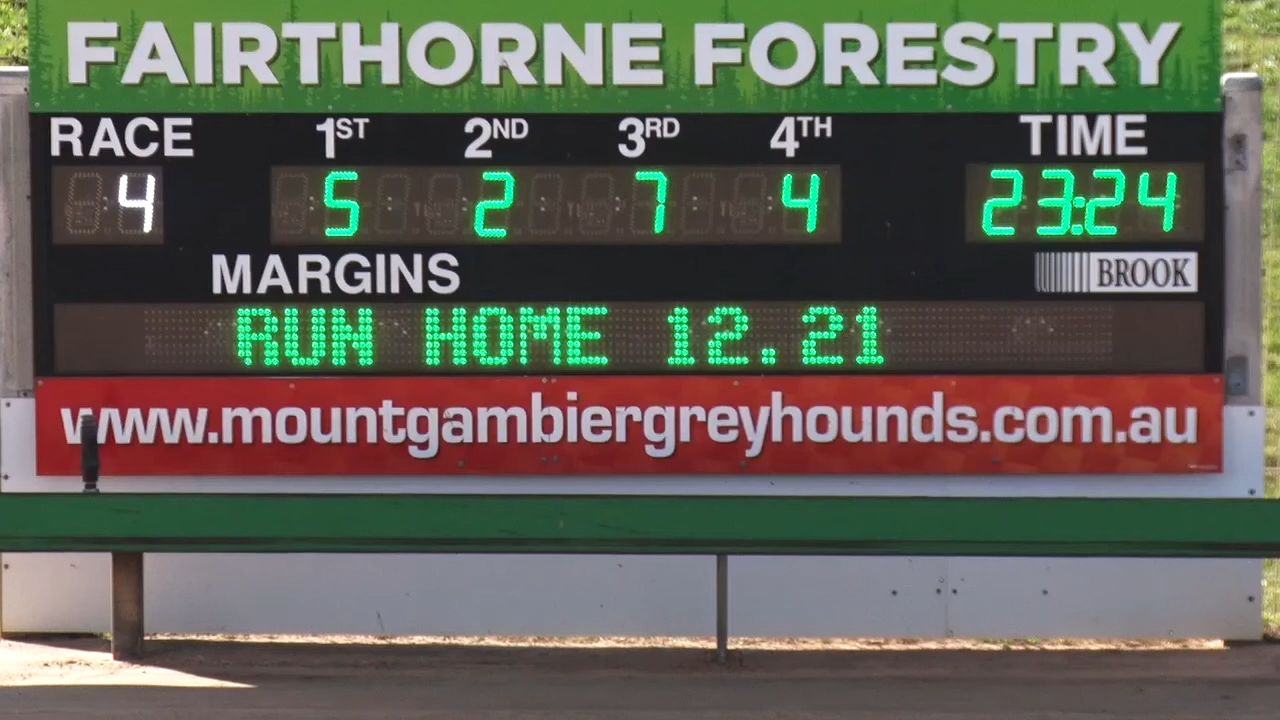 FAIRTHORNE FORESTRY
RACE 1ST 2ND 3RD 4TH TIME
4 5 2 7 4 23:24
MARGINS BROOK
RUN HOME 12.21
www.mountgambiergreyhounds.com.au